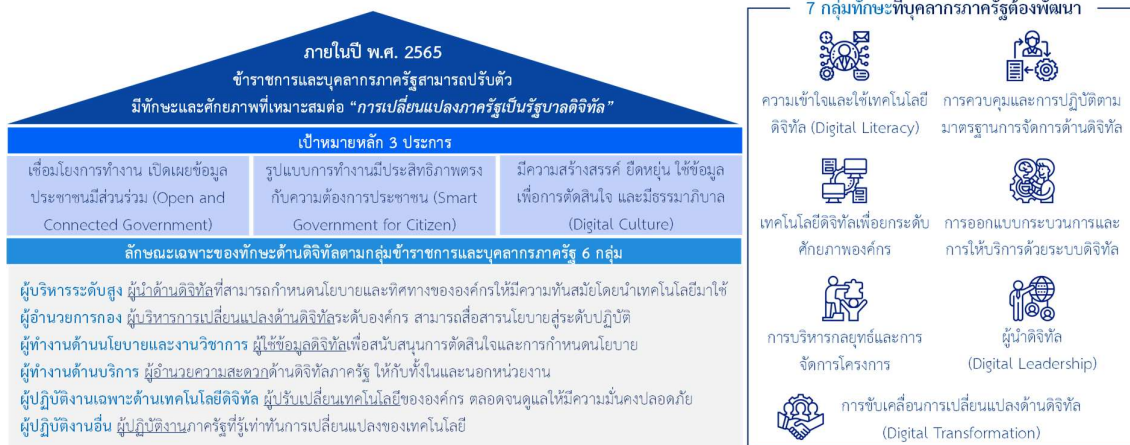 ภายในปี พ.ศ. 2565
ข้าราชการและบุคลากรภาครัฐสามารถปรับตัว
มีทักษะและศักยภาพที่เหมาะสมต่อ “การเปลี่ยนแปลงภาครัฐเป็นรัฐบาลดิจิทัล”
เป้าหมายหลัก 3 ประการ
เชื่อมโยงการทำงาน เปิดเผยข้อมูล
ประชาชนมีส่วนร่วม (Open and
Connected Government)
รูปแบบการทำงานมีประสิทธิภาพตรง
กับความต้องการประชาชน (Smart
Government for Citizen)
มีความสร้างสรรค์ ยืดหยุ่น ใช้ข้อมูล
เพื่อการตัดสินใจ และมีธรรมาภิบาล
(Digital Culture)
ลักษณะเฉพาะของทักษะด้านดิจิทัลตามกลุ่มข้าราชการและบุคลากรภาครัฐ 6 กลุ่ม
ผู้บริหารระดับสูง ผู้นำด้านดิจิทัลที่สามารถกำหนดนโยบายและทิศทางขององค์กรให้มีความทันสมัยโดยนำเทคโนโลยีมาใช้
ผู้อำนวยการกอง ผู้บริหารการเปลี่ยนแปลงด้านดิจิทัลระดับองค์กร สามารถสื่อสารนโยบายสู่ระดับปฏิบัติ
ผู้ทำงานด้านนโยบายและงานวิชาการ ผู้ใช้ข้อมูลดิจิทัลเพื่อสนับสนุนการตัดสินใจและการกำหนดนโยบาย
ผู้ทำงานด้านบริการ ผู้อำนวยความสะดวกด้านดิจิทัลภาครัฐ ให้กับทั้งในและนอกหน่วยงาน
ผู้ปฏิบัติงานเฉพาะด้านเทคโนโลยีดิจิทัล ผู้ปรับเปลี่ยนเทคโนโลยีขององค์กร ตลอดจนดูแลให้มีความมั่นคงปลอดภัย
ผู้ปฏิบัติงานอื่น ผู้ปฏิบัติงานภาครัฐที่รู้เท่าทันการเปลี่ยนแปลงของเทคโนโลยี
7 กลุ่มทักษะที่บุคลากรภาครัฐต้องพัฒนา
ความเข้าใจและใช้เทคโนโลยี
ดิจิทัล (Digital Literacy)
การควบคุมและการปฏิบัติตาม
มาตรฐานการจัดการด้านดิจิทัล
เทคโนโลยีดิจิทัลเพื่อยกระดับ
ศักยภาพองค์กร
การออกแบบกระบวนการและ
การให้บริการด้วยระบบดิจิทัล
การบริหารกลยุทธ์และการ
จัดการโครงการ
ผู้นำดิจิทัล
(Digital Leadership)
การขับเคลื่อนการเปลี่ยนแปลงด้านดิจิทัล
(Digital Transformation)